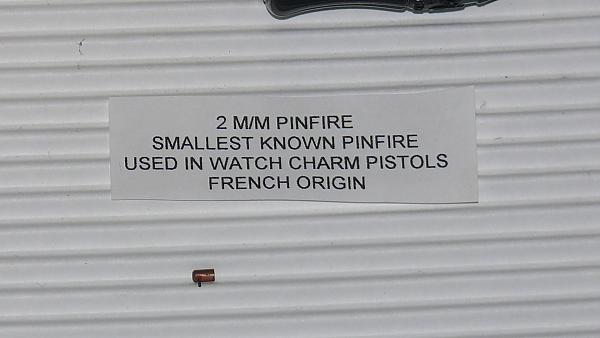 2 M/M PINFIRE
SMALLEST KNOWN PINFIRE
USED IN WATCH CHARM PISTOLS
FRENCH ORIGIN